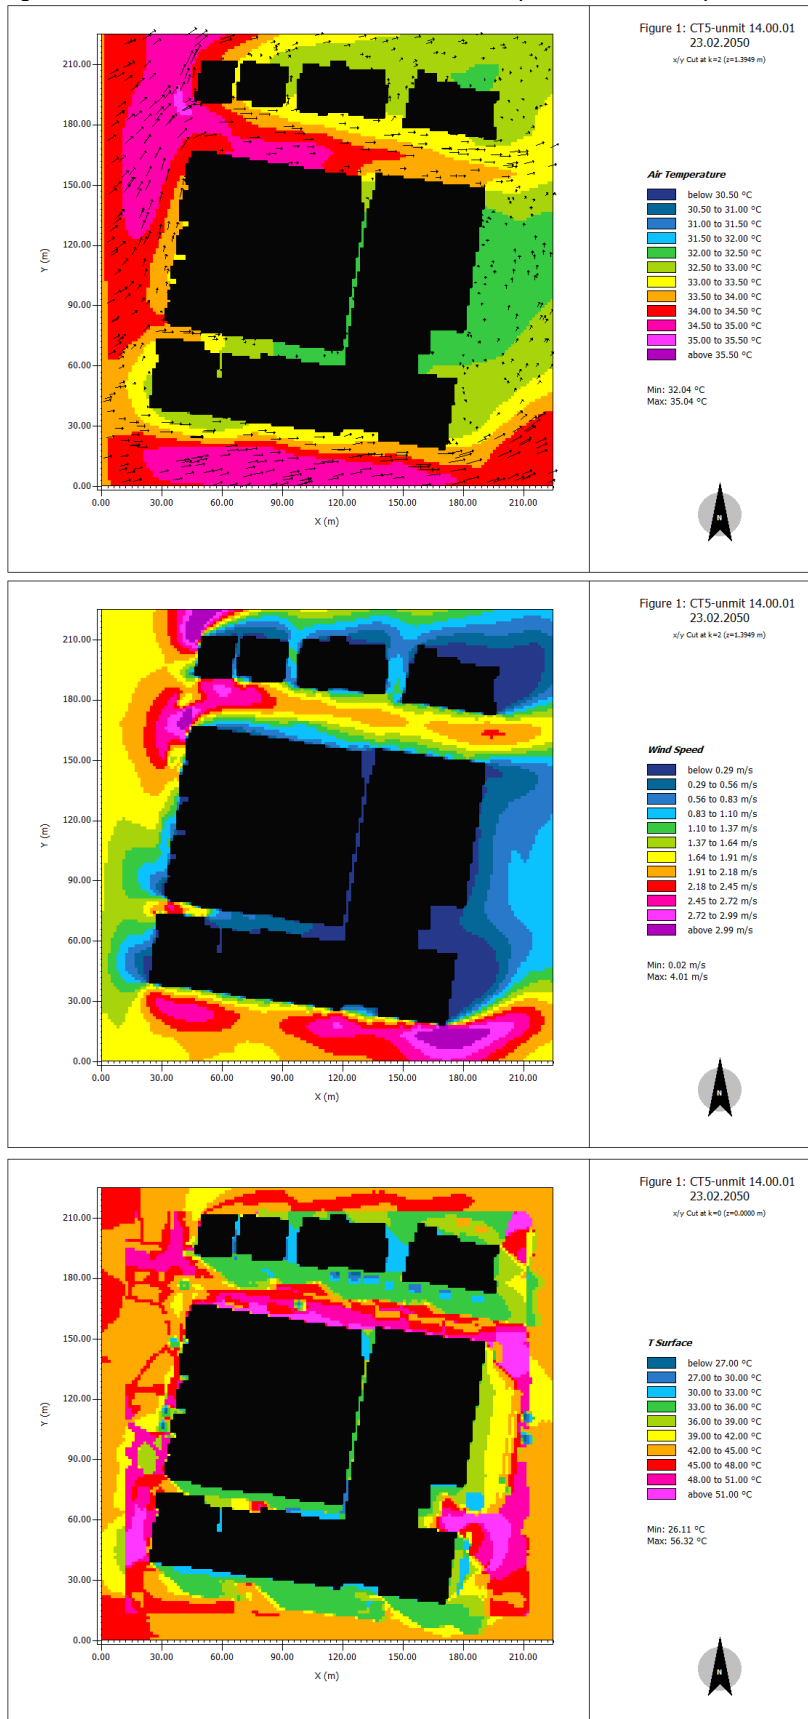 Figure 1: CT5-unmit 14.00.01
23.02.2050
x/y Cut at k=2 (z=1.3949 m)
210.00
180.00
150.00
120.00
90.00
60.00
30.00
0.00
Y (m)
0.00 30.00 60.00 90.00 120.00 150.00 180.00 210.00
X (m)
Air Temperature
below 30.50 °C
30.50 to 31.00 °C
31.00 to 31.50 °C
31.50 to 32.00 °C
32.00 to 32.50 °C
32.50 to 33.00 °C
33.00 to 33.50 °C
33.50 to 34.00 °C
34.00 to 34.50 °C
34.50 to 35.00 °C
35.00 to 35.50 °C
above 35.50 °C
Min: 32.04 °C
Max: 35.04 °C
N
Figure 1: CT5-unmit 14.00.01
23.02.2050
x/y Cut at k=2 (z=1.3949 m)
210.00
180.00
150.00
120.00
90.00
60.00
30.00
0.00
Y (m)
0.00 30.00 60.00 90.00 120.00 150.00 180.00 210.00
X (m)
Wind Speed
below 0.29 m/s
0.29 to 0.56 m/s
0.56 to 0.83 m/s
0.83 to 1.10 m/s
1.10 to 1.37 m/s
1.37 to 1.64 m/s
1.64 to 1.91 m/s
1.91 to 2.18 m/s
2.18 to 2.45 m/s
2.45 to 2.72 m/s
2.72 to 2.99 m/s
above 2.99 m/s
Min: 0.02 m/s
Max: 4.01 m/s
N
Figure 1: CT5-unmit 14.00.01
23.02.2050
x/y Cut at k=0 (z=0.0000 m)
210.00
180.00
150.00
120.00
90.00
60.00
30.00
0.00
Y (m)
0.00 30.00 60.00 90.00 120.00 150.00 180.00 210.00
X (m)
T Surface
below 27.00 °C
27.00 to 30.00 °C
30.00 to 33.00 °C
33.00 to 36.00 °C
36.00 to 39.00 °C
39.00 to 42.00 °C
42.00 to 45.00 °C
45.00 to 48.00 °C
48.00 to 51.00 °C
above 51.00 °C
Min: 26.11 °C
Max: 56.32 °C
N